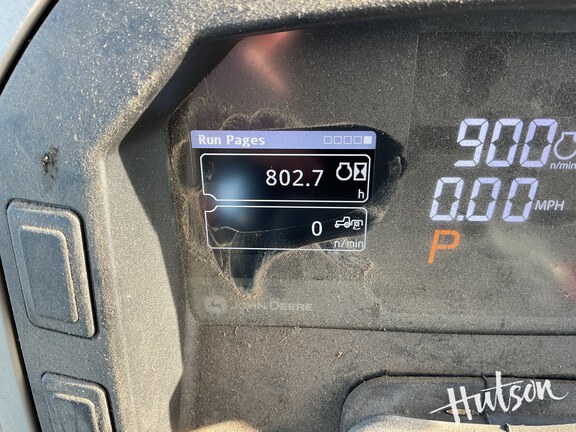 Run Pages
802.7
h
0
n/min
900
n/min
0.00 MPH
P
JOHN DEERE
Hutson